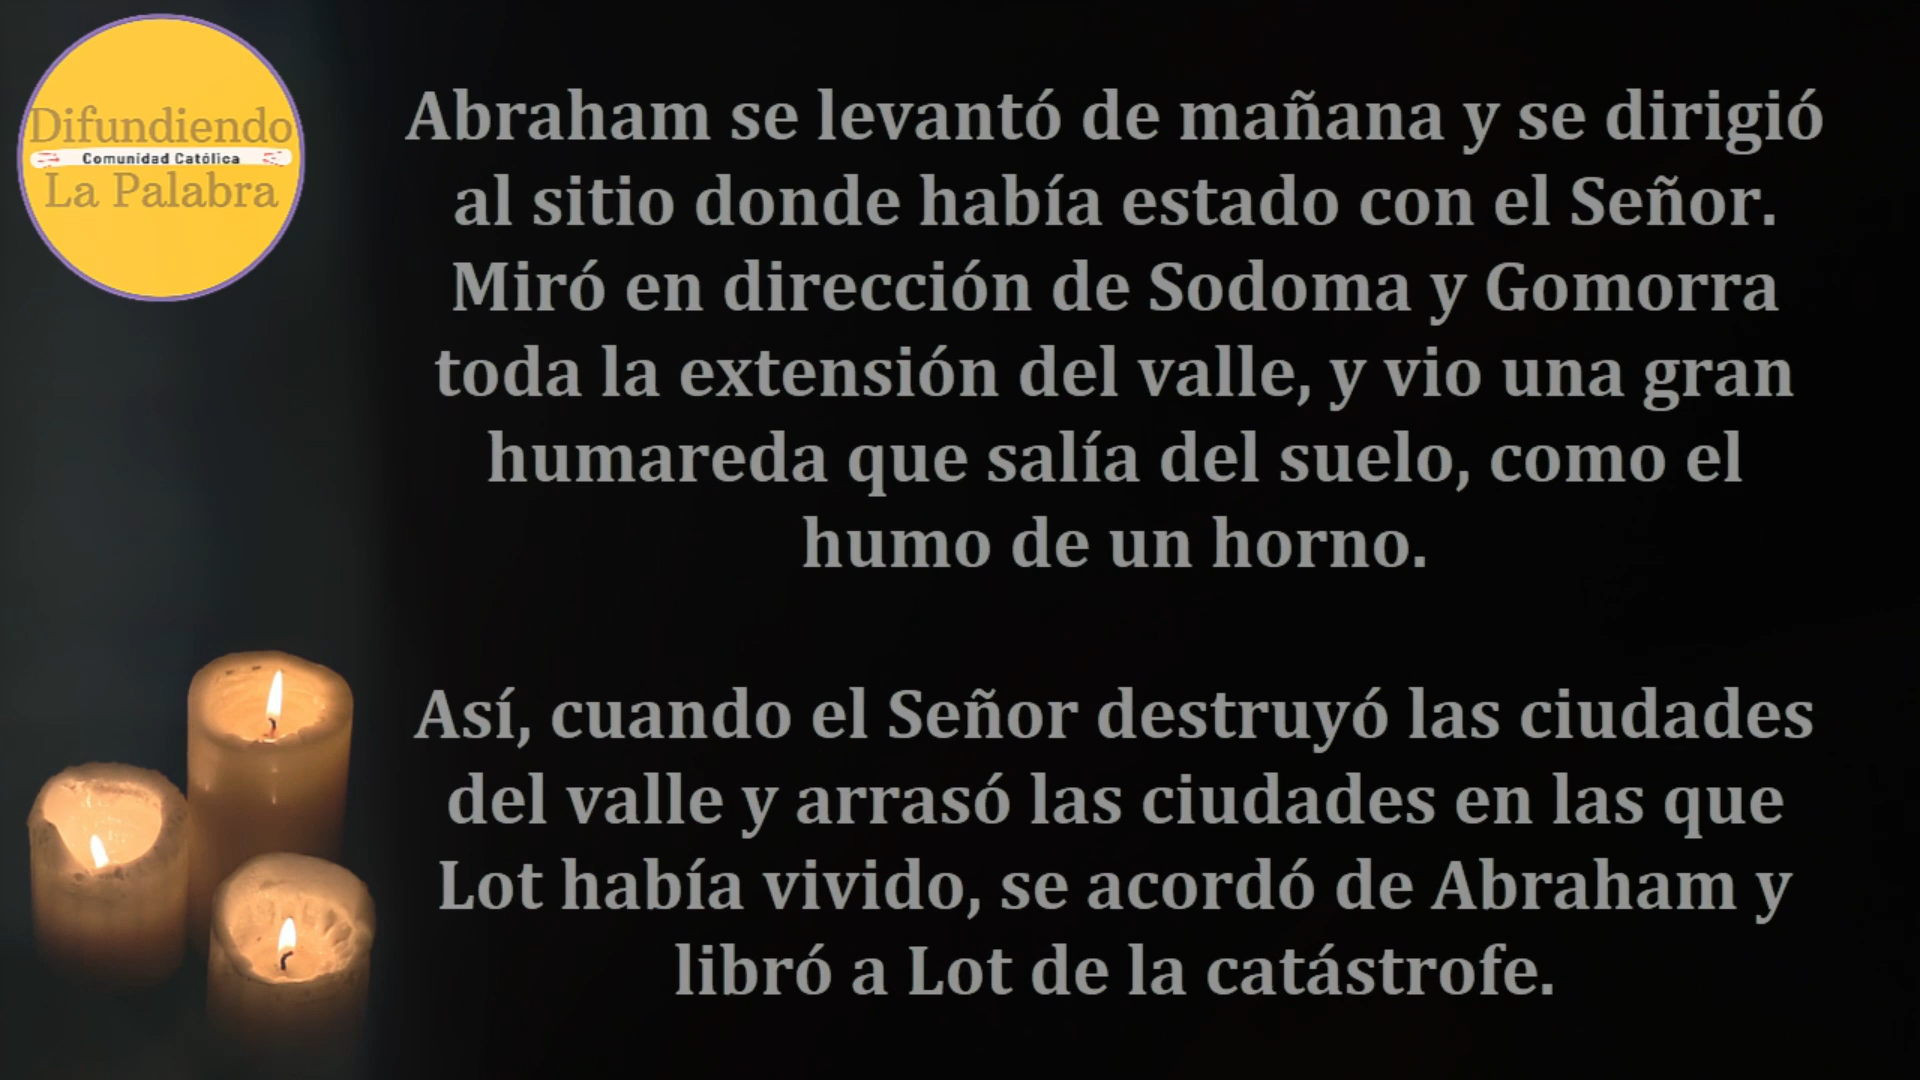 Difundiendo
Comunidad Católica
La Palabra
Abraham se levantó de mañana y se dirigió
al sitio donde había estado con el Señor.
Miró en dirección de Sodoma y Gomorra
toda la extensión del valle, y vio una gran
humareda que salía del suelo, como el
humo de un horno.
Así, cuando el Señor destruyó las ciudades
del valle y arrasó las ciudades en las que
Lot había vivido, se acordó de Abraham y
libró a Lot de la catástrofe.